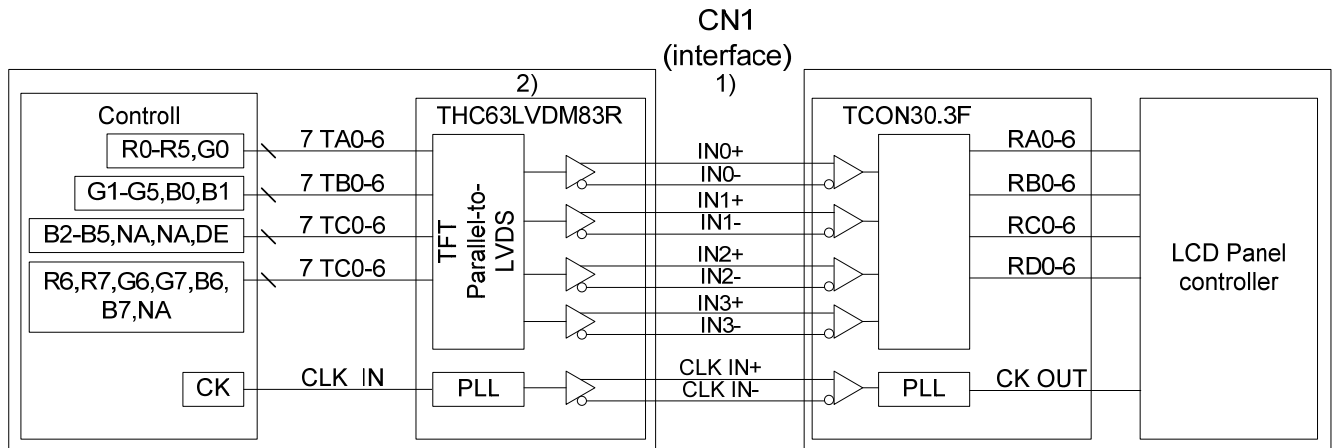 CN1
(interface)
1)
2)
Controll
R0-R5,G0
G1-G5,B0,B1
B2-B5,NA,NA,DE
R6,R7,G6,G7,B6,
B7,NA
CK
7 TA0-6
7 TB0-6
7 TC0-6
7 TC0-6
CLK IN
THC63LVDM83R
TFT
Parallel-to-
LVDS
PLL
IN0+
IN0-
IN1+
IN1-
IN2+
IN2-
IN3+
IN3-
CLK IN+
CLK IN-
TCON30.3F
PLL
RA0-6
RB0-6
RC0-6
RD0-6
CK OUT
LCD Panel
controller